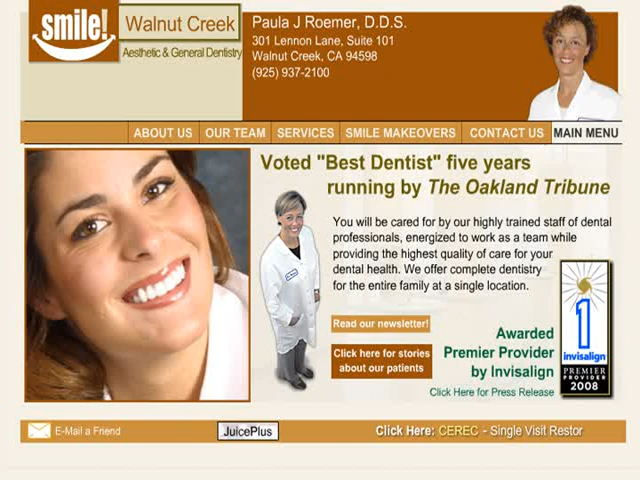 smile!
Walnut Creek
Aesthetic & General Dentistry
Paula J Roemer, D.D.S.
301 Lennon Lane, Suite 101
Walnut Creek, CA 94598
(925) 937-2100
ABOUT US
OUR TEAM
SERVICES
SMILE MAKEOVERS
CONTACT US
MAIN MENU
Voted "Best Dentist" five years
running by The Oakland Tribune
You will be cared for by our highly trained staff of dental
professionals, energized to work as a team while
providing the highest quality of care for your
dental health. We offer complete dentistry
for the entire family at a single location.
Read our newsletter!
Click here for stories
about our patients
Awarded
Premier Provider
by Invisalign
Click Here for Press Release
1
invisalign
PREMIER
PROVIDER
2008
E-Mail a Friend
JuicePlus
Click Here: CEREC - Single Visit Restor